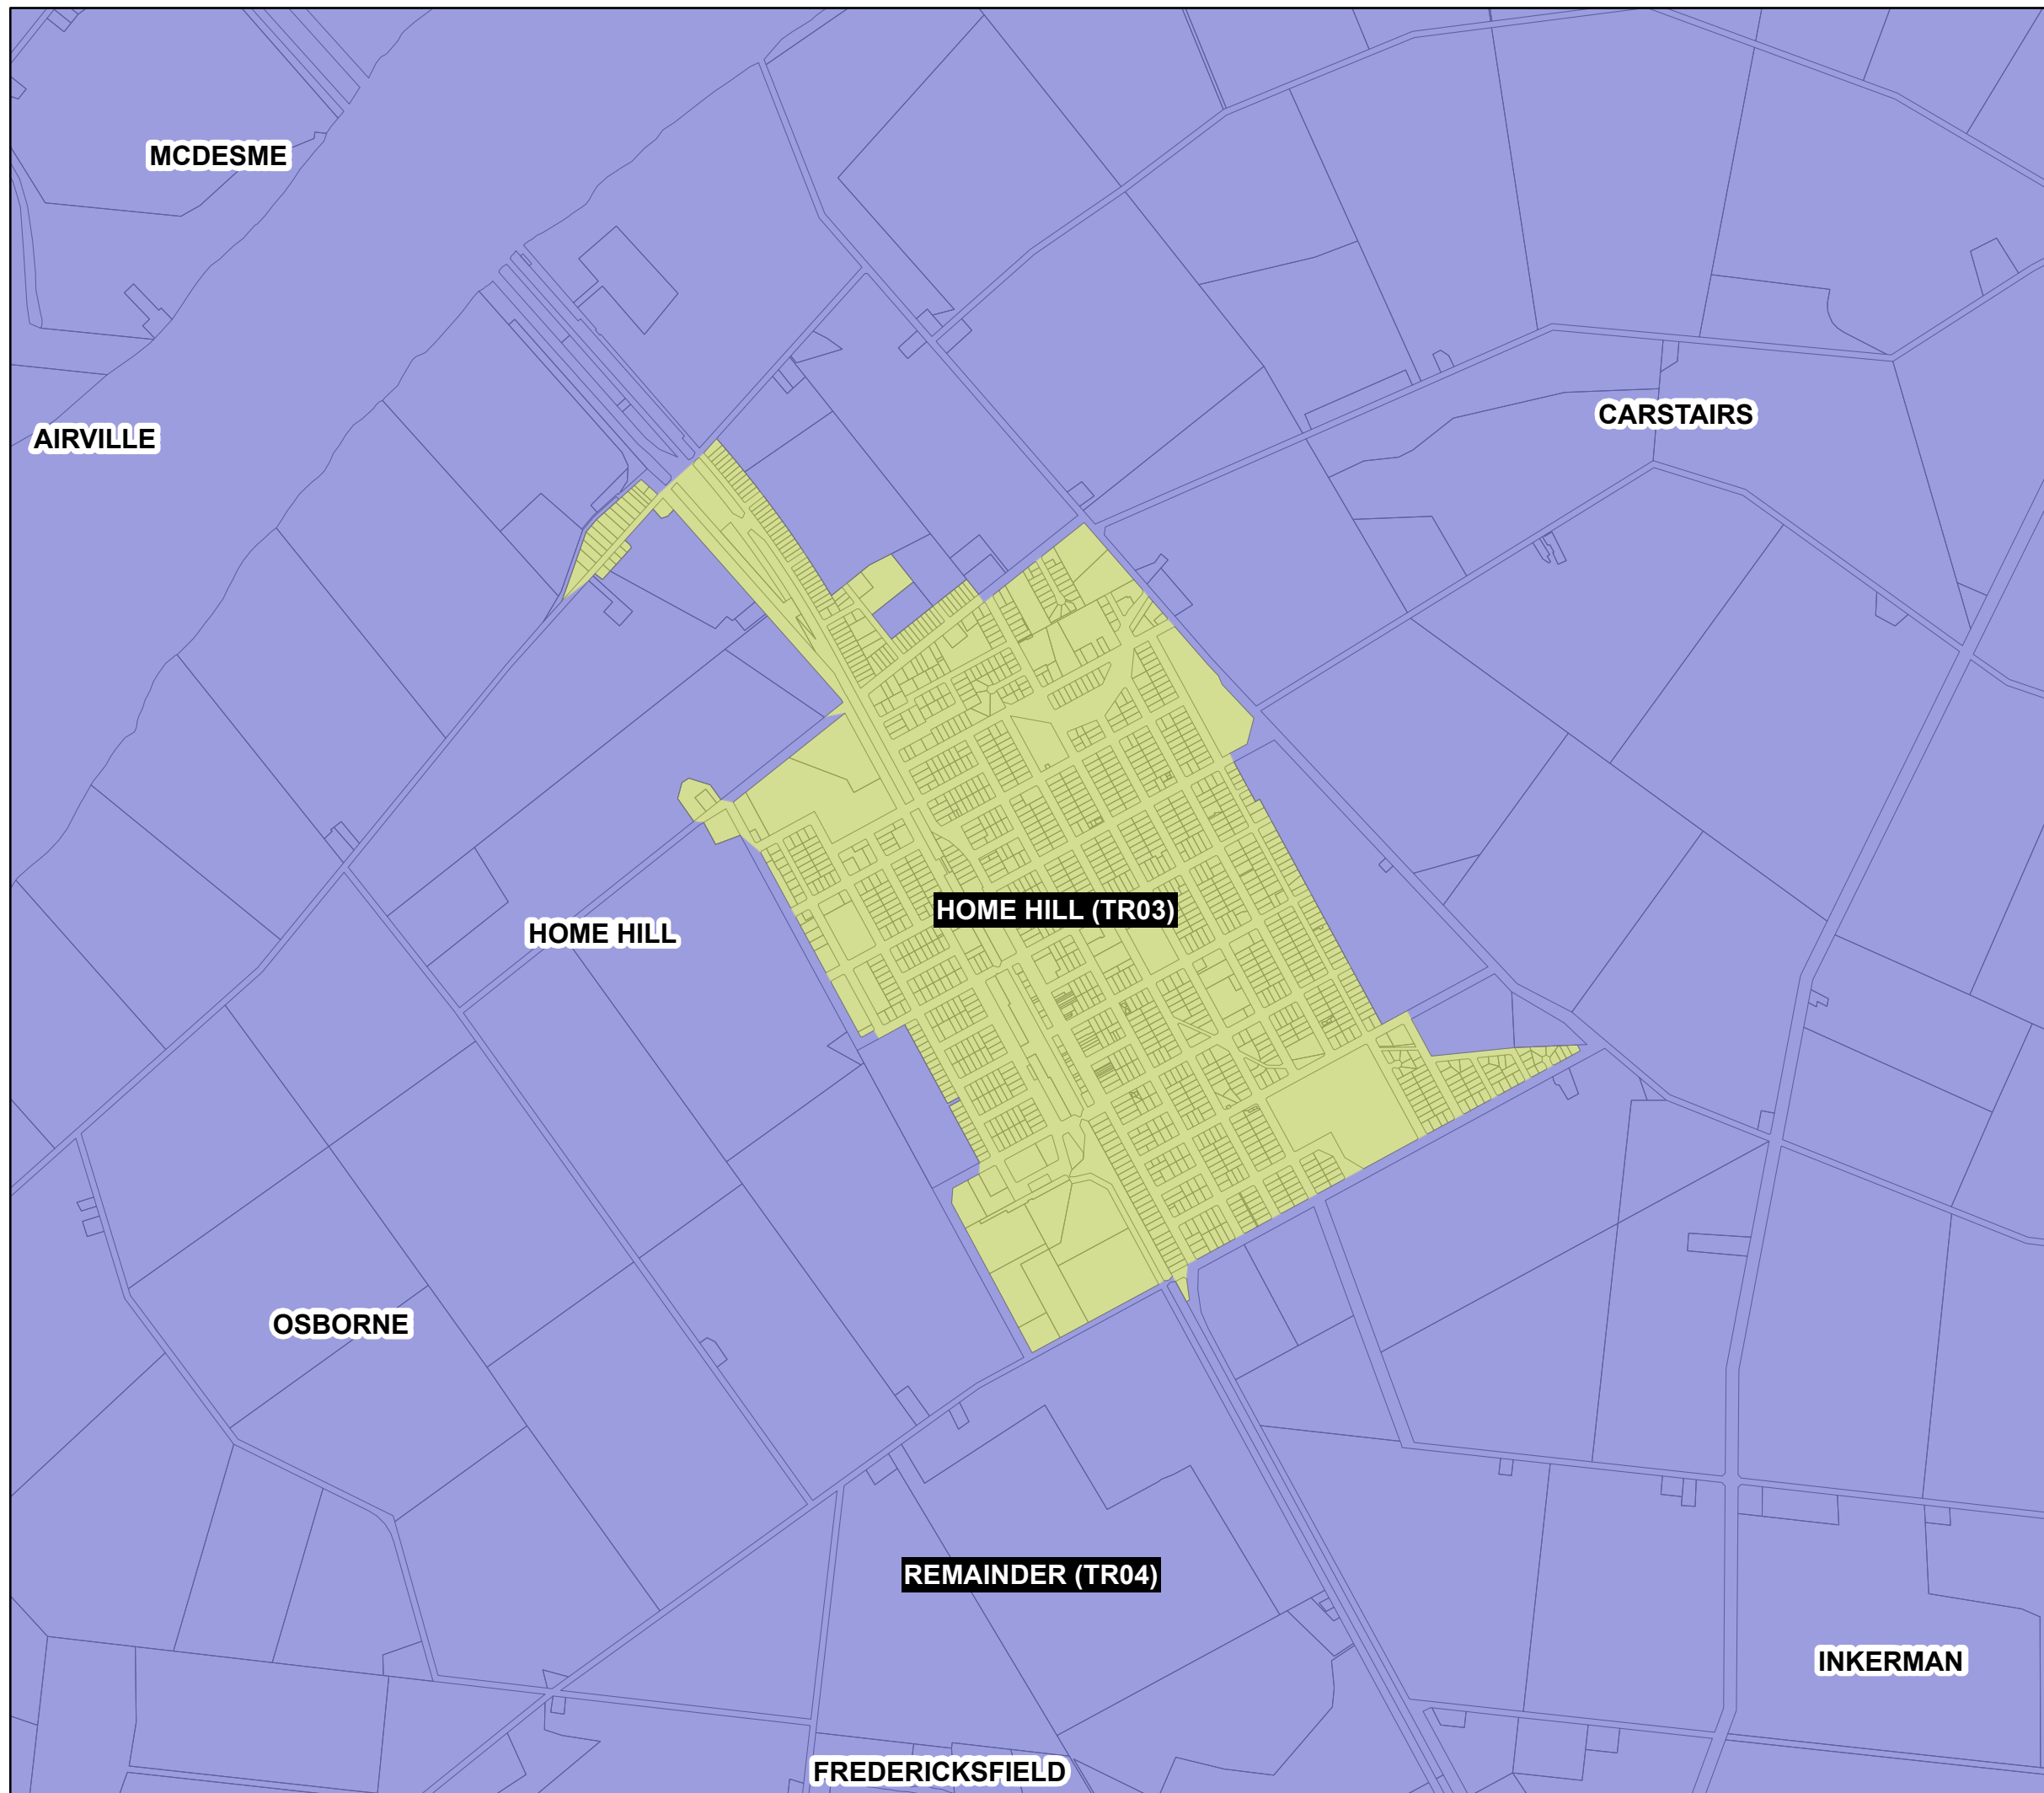 MCDESME
CARSTAIRS
AIRVILLE
HOME HILL (TR03)
HOME HILL
OSBORNE
REMAINDER (TR04)
INKERMAN
FREDERICKSFIELD